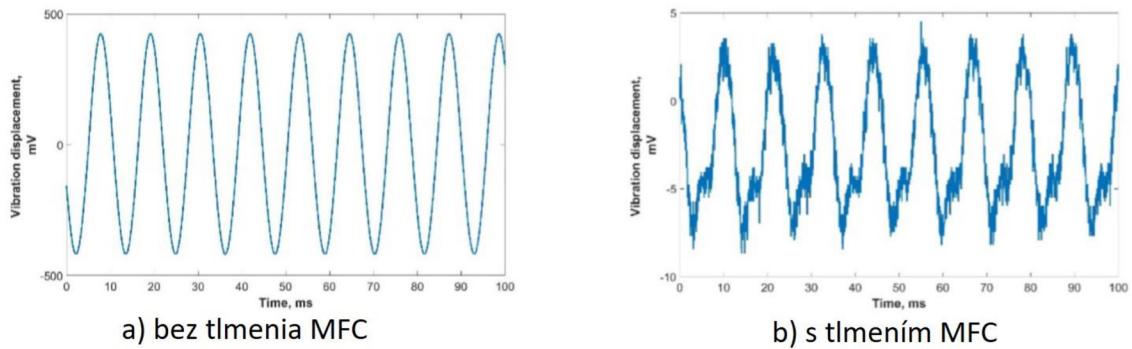 500
0
-500
Vibration displacement,
mV
0 10 20 30 40 50 60 70 80 90 100
Time, ms
a) bez tlmenia MFC
5
0
-5
-10
Vibration displacement,
mV
0 10 20 30 40 50 60 70 80 90 100
Time, ms
b) s tlmením MFC